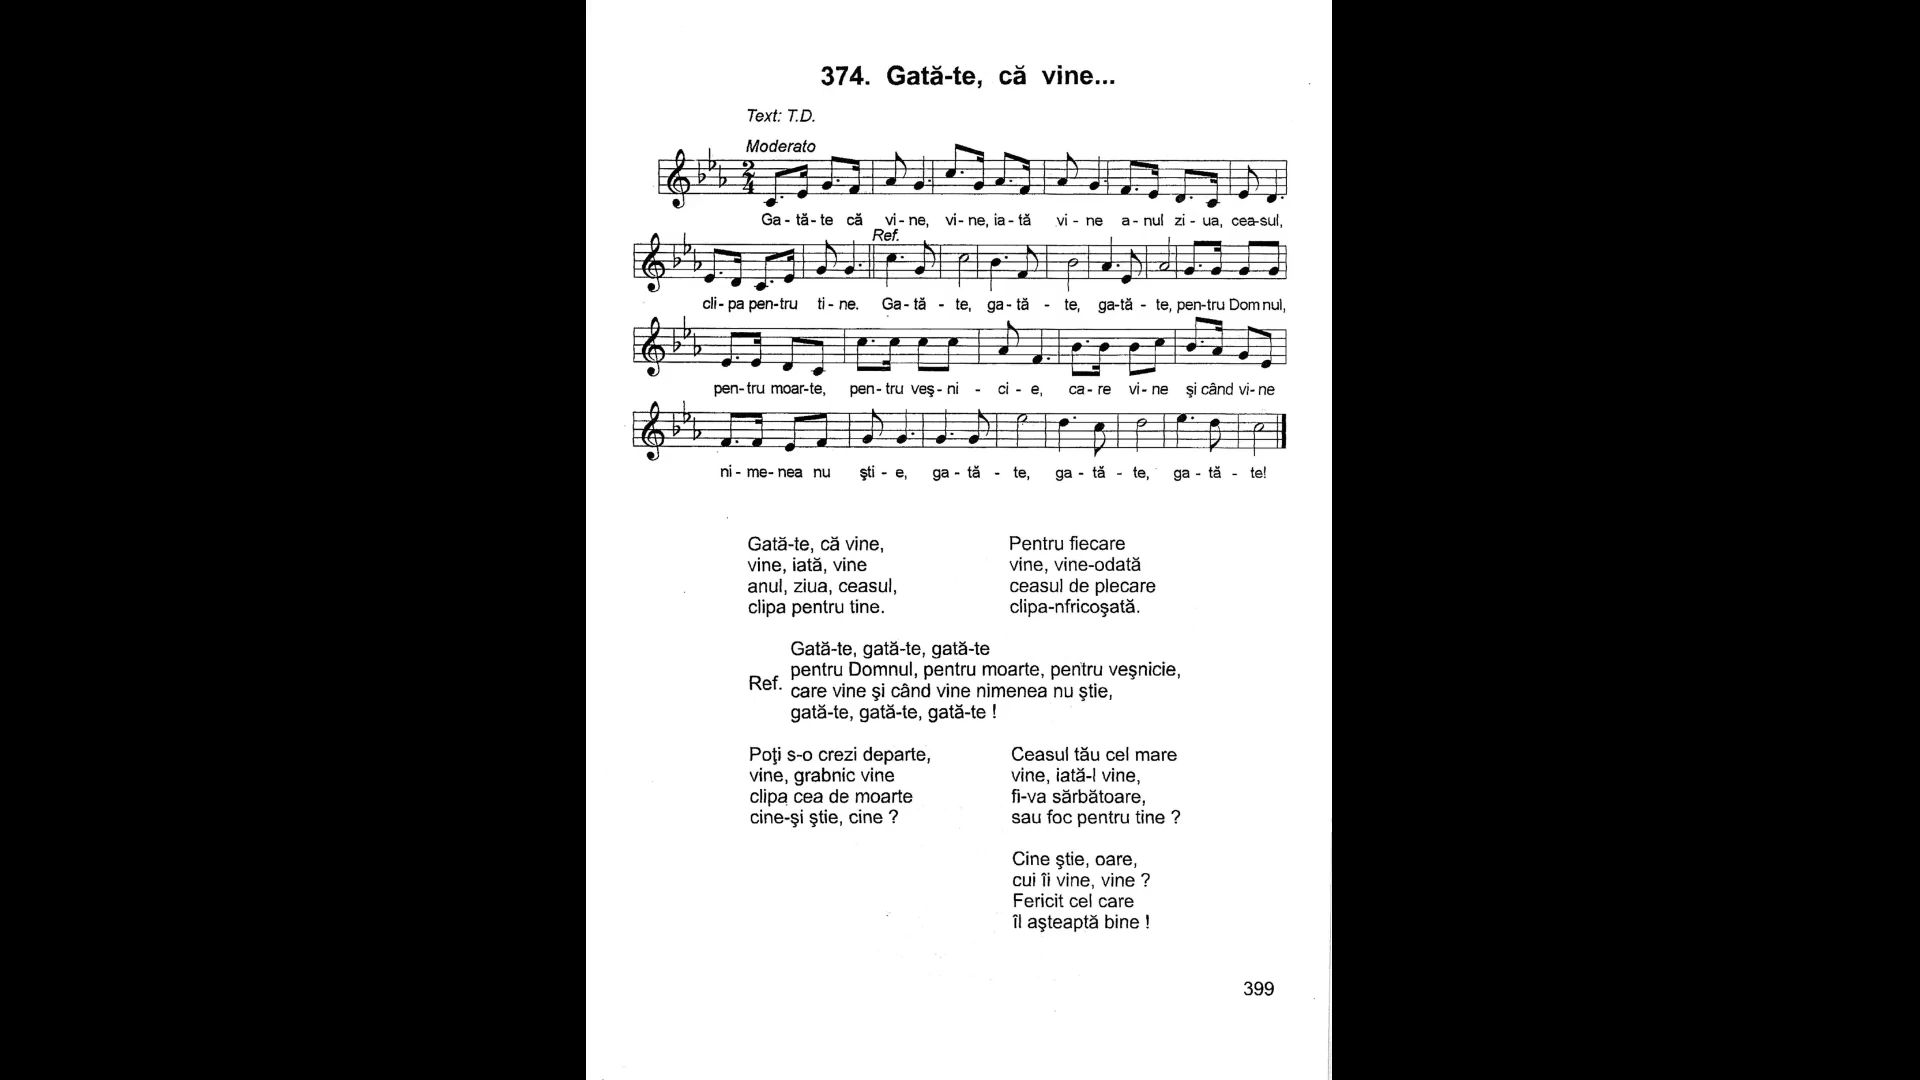 374. Gată-te, că vine...
Text: T.D.
Moderato
Ga - tă - te că vi - ne, vi - ne, ia - tă vi - ne a - nul zi - ua, cea-sul,
Ref.
cli - pa pen-tru ti - ne. Ga - tă - te, ga - tă - te, ga-tă - te, pen-tru Dom nul,
pen-tru moar-te, pen-tru veş - ni - ci - e, ca - re vi - ne şi când vi - ne
ni - me - nea nu şti - e, ga - tă - te, ga - tă - te, ga - tă - te!
Gată-te, că vine,
vine, iată, vine
anul, ziua, ceasul,
clipa pentru tine.
Pentru fiecare
vine, vine-odată
ceasul de plecare
clipa-nfricoşată.
Ref.
Gată-te, gată-te, gată-te
pentru Domnul, pentru moarte, pentru veşnicie,
care vine şi când vine nimenea nu ştie,
gată-te, gată-te, gată-te !
Poţi s-o crezi departe,
vine, grabnic vine
clipa cea de moarte
cine-şi ştie, cine ?
Ceasul tău cel mare
vine, iată-l vine,
fi-va sărbătoare,
sau foc pentru tine ?
Cine ştie, oare,
cui îi vine, vine ?
Fericit cel care
îl aşteaptă bine !
399